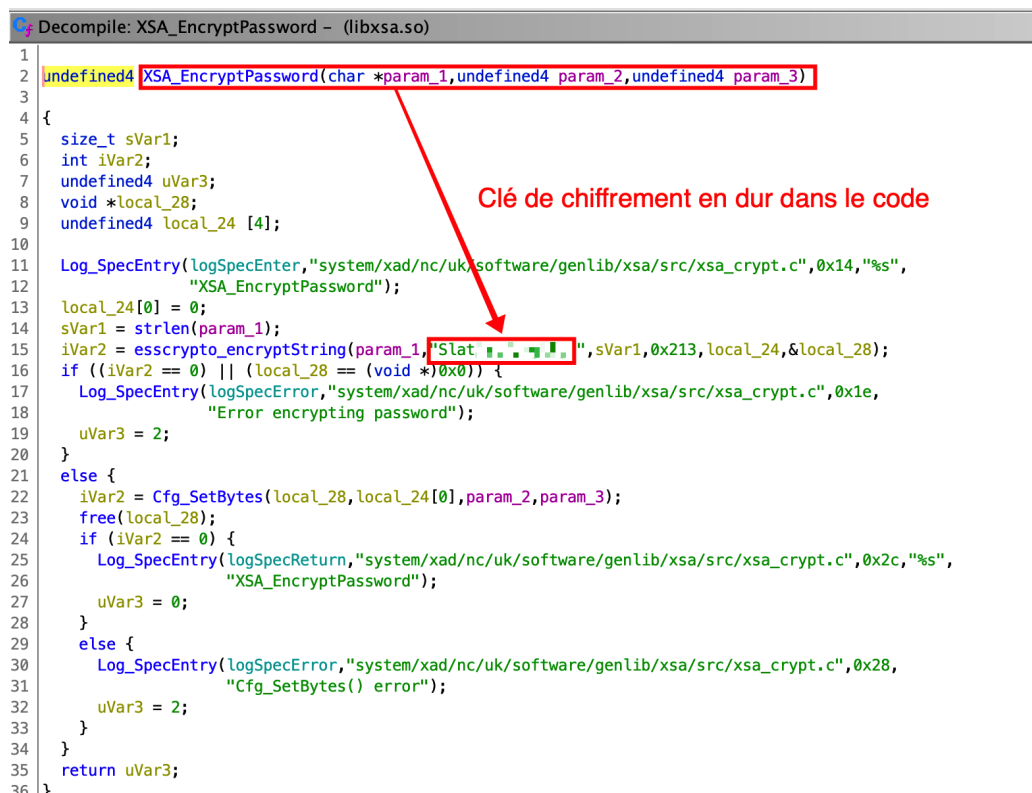 Decompile: XSA_EncryptPassword – (libxsa.so)
1
2 undefined4 XSA_EncryptPassword(char *param_1,undefined4 param_2,undefined4 param_3)
3
4 {
5 size_t sVar1;
6 int iVar2;
7 undefined4 uVar3;
8 void *local_28;
Clé de chiffrement en dur dans le code
9 undefined4 local_24 [4];
10
11 Log_SpecEntry(logSpecEnter,"system/xad/nc/uk/software/genlib/xsa/src/xsa_crypt.c",0x14,"%s",
12 "XSA_EncryptPassword");
13 local_24[0] = 0;
14 sVar1 = strlen(param_1);
15 iVar2 = esscrypto_encryptString(param_1,"Slat ",sVar1,0x213,local_24,&local_28);
16 if ((iVar2 == 0) || (local_28 == (void *)0x0)) {
17 Log_SpecEntry(logSpecError,"system/xad/nc/uk/software/genlib/xsa/src/xsa_crypt.c",0x1e,
18 "Error encrypting password");
19 uVar3 = 2;
20 }
21 else {
22 iVar2 = Cfg_SetBytes(local_28,local_24[0],param_2,param_3);
23 free(local_28);
24 if (iVar2 == 0) {
25 Log_SpecEntry(logSpecReturn,"system/xad/nc/uk/software/genlib/xsa/src/xsa_crypt.c",0x2c,"%s",
26 "XSA_EncryptPassword");
27 uVar3 = 0;
28 }
29 else {
30 Log_SpecEntry(logSpecError,"system/xad/nc/uk/software/genlib/xsa/src/xsa_crypt.c",0x28,
31 "Cfg_SetBytes() error");
32 uVar3 = 2;
33 }
34 }
35 return uVar3;
36 }